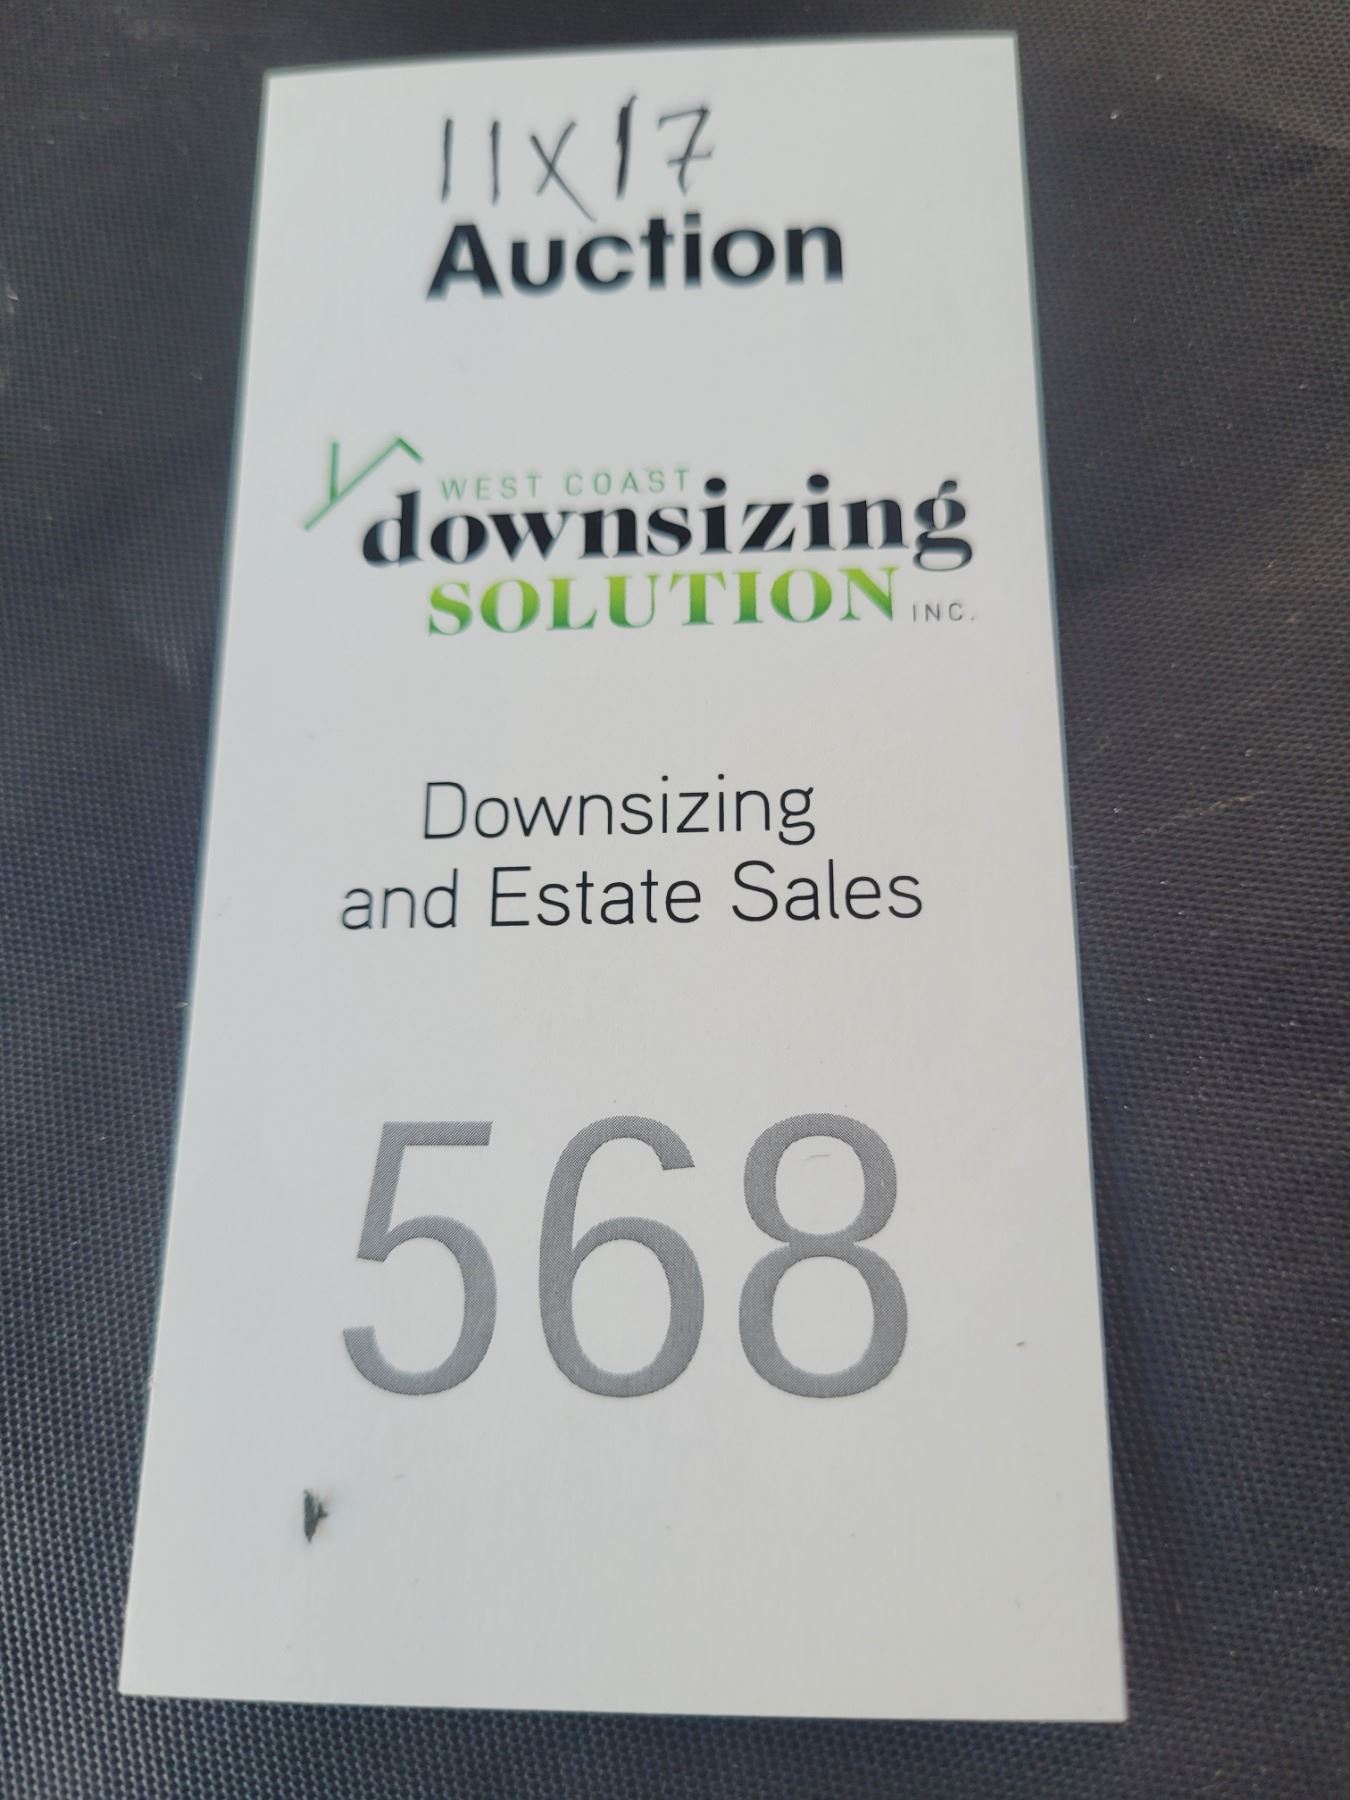 11x17
Auction
WEST COAST
downsizing
SOLUTION INC.
Downsizing
and Estate Sales
568